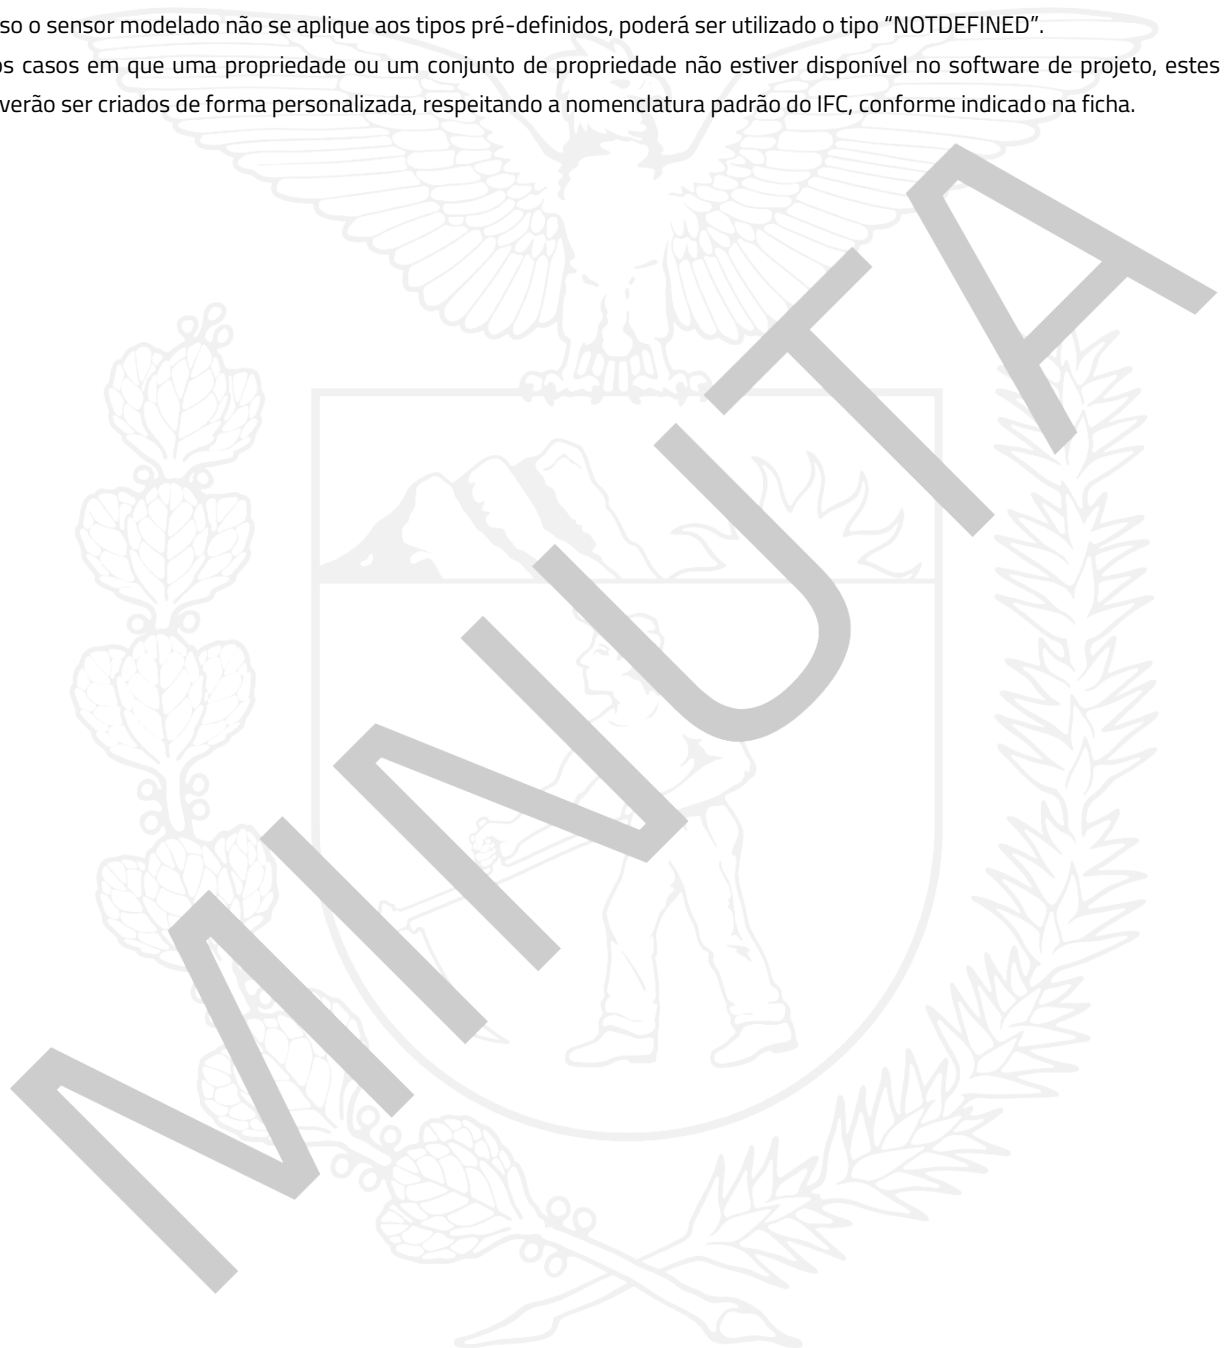 so o sensor modelado não se aplique aos tipos pré-definidos, poderá ser utilizado o tipo “NOTDEFINED”.
os casos em que uma propriedade ou um conjunto de propriedade não estiver disponível no software de projeto, estes
verão ser criados de forma personalizada, respeitando a nomenclatura padrão do IFC, conforme indicado na ficha.
MINUTA